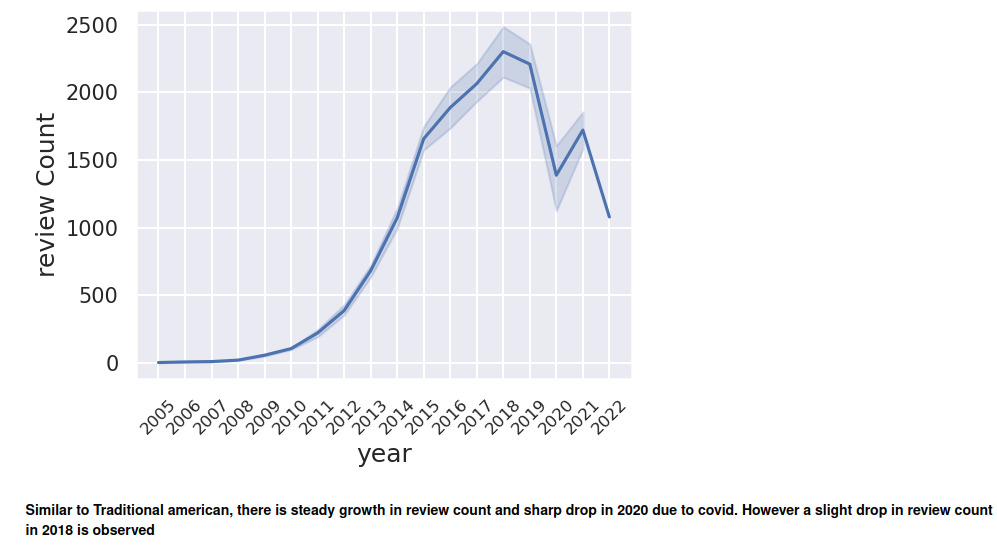 2500
2000
1500
1000
500
0
review Count
2005 2006 2007 2008 2009 2010 2011 2012 2013 2014 2015 2016 2017 2018 2019 2020 2021 2022
year
Similar to Traditional american, there is steady growth in review count and sharp drop in 2020 due to covid. However a slight drop in review count
in 2018 is observed